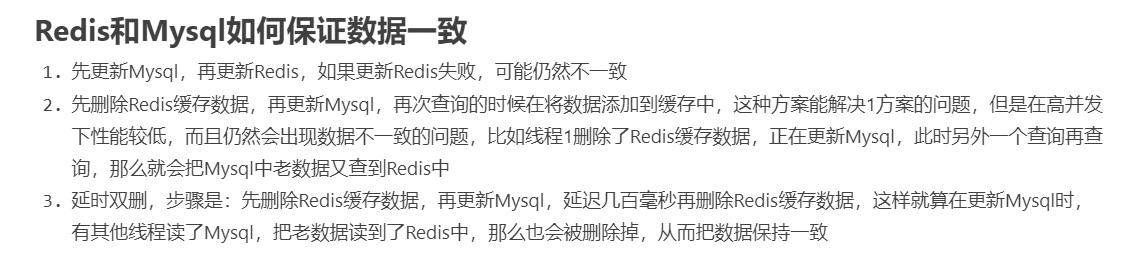 Redis和Mysql如何保证数据一致
1. 先更新Mysql，再更新Redis，如果更新Redis失败，可能仍然不一致
2. 先删除Redis缓存数据，再更新Mysql，再次查询的时候在将数据添加到缓存中，这种方案能解决1方案的问题，但是在高并发
下性能较低，而且仍然会出现数据不一致的问题，比如线程1删除了Redis缓存数据，正在更新Mysql，此时另外一个查询再查
询，那么就会把Mysql中老数据又查到Redis中
3. 延时双删，步骤是：先删除Redis缓存数据，再更新Mysql，延迟几百毫秒再删除Redis缓存数据，这样就算在更新Mysql时，
有其他线程读了Mysql，把老数据读到了Redis中，那么也会被删除掉，从而把数据保持一致